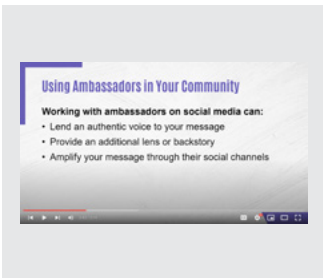 Using Ambassadors in Your Community
Working with ambassadors on social media can:
• Lend an authentic voice to your message
• Provide an additional lens or backstory
• Amplify your message through their social channels